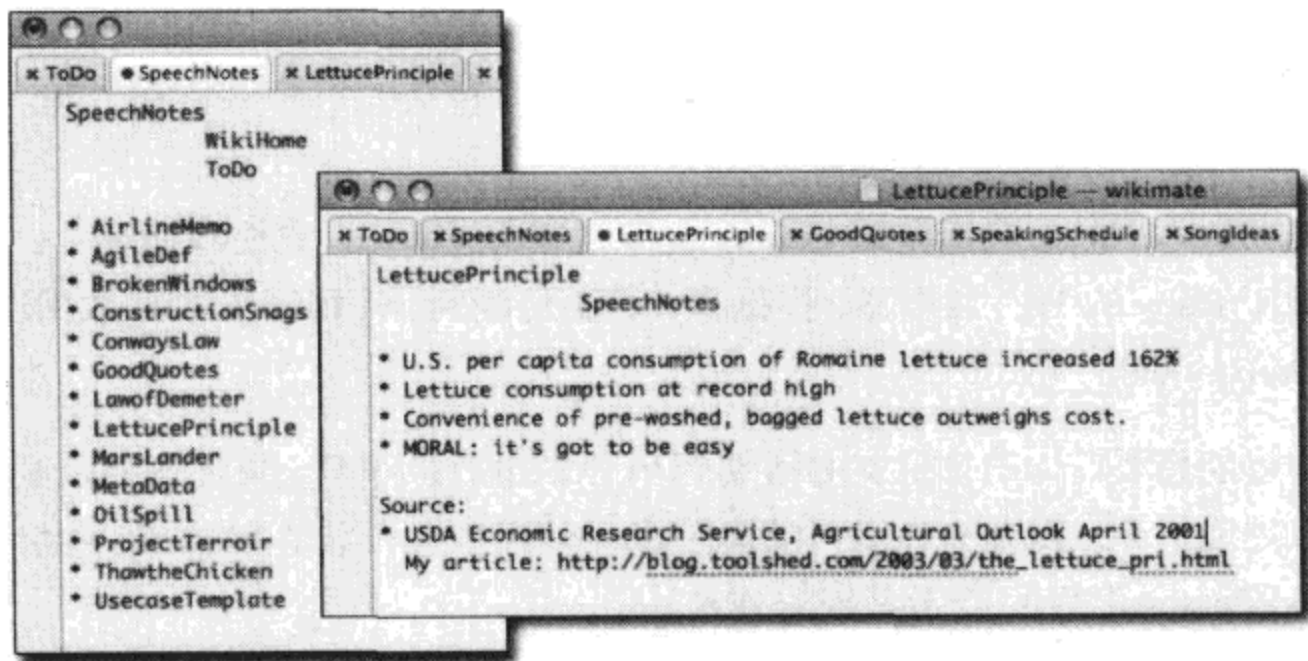 × ToDo • SpeechNotes × LettucePrinciple ×
SpeechNotes
WikiHome
ToDo
* AirlineMemo
* AgileDef
* BrokenWindows
* ConstructionSnags
* ConwaysLaw
* GoodQuotes
* LawofDemeter
* LettucePrinciple
* MarsLander
* MetaData
* OilSpill
* ProjectTerroir
* ThawtheChicken
* UsecaseTemplate
LettucePrinciple — wikimate
× ToDo × SpeechNotes • LettucePrinciple × GoodQuotes × SpeakingSchedule × SongIdeas
LettucePrinciple
SpeechNotes
* U.S. per capita consumption of Romaine lettuce increased 162%
* Lettuce consumption at record high
* Convenience of pre-washed, bagged lettuce outweighs cost.
* MORAL: it's got to be easy
Source:
* USDA Economic Research Service, Agricultural Outlook April 2001
My article: http://blog.toolshed.com/2003/03/the_lettuce_pri.html